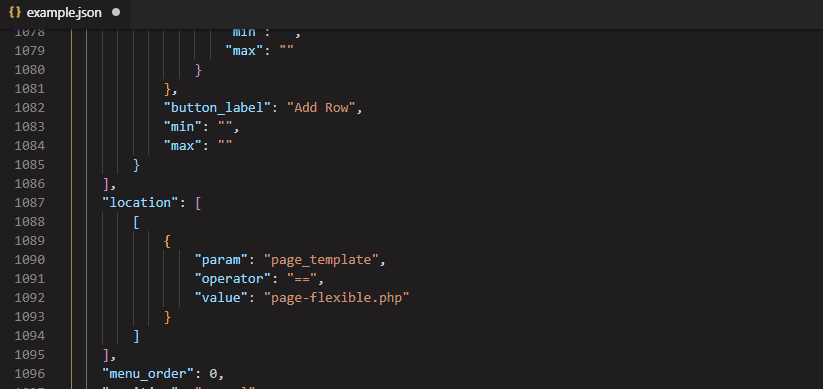 {} example.json
1078 "min": "",
1079 "max": ""
1080 }
1081 },
1082 "button_label": "Add Row",
1083 "min": "",
1084 "max": ""
1085 }
1086 ],
1087 "location": [
1088 [
1089 {
1090 "param": "page_template",
1091 "operator": "==",
1092 "value": "page-flexible.php"
1093 }
1094 ]
1095 ],
1096 "menu_order": 0,